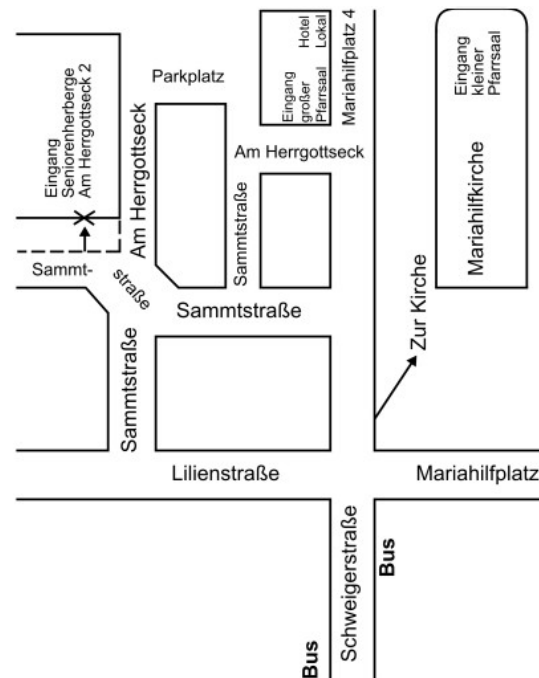 Parkplatz
Hotel
Lokal
Eingang
großer
Pfarrsaal
Mariahilfplatz 4
Eingang
kleiner
Pfarrsaal
Eingang
Seniorenherberge
Am Herrgottseck 2
Am Herrgottseck
Am Herrgottseck
Sammtstraße
Mariahilfkirche
Sammt-
straße
Sammtstraße
Zur Kirche
Sammtstraße
Lilienstraße
Mariahilfplatz
Schweigerstraße
Bus
Bus